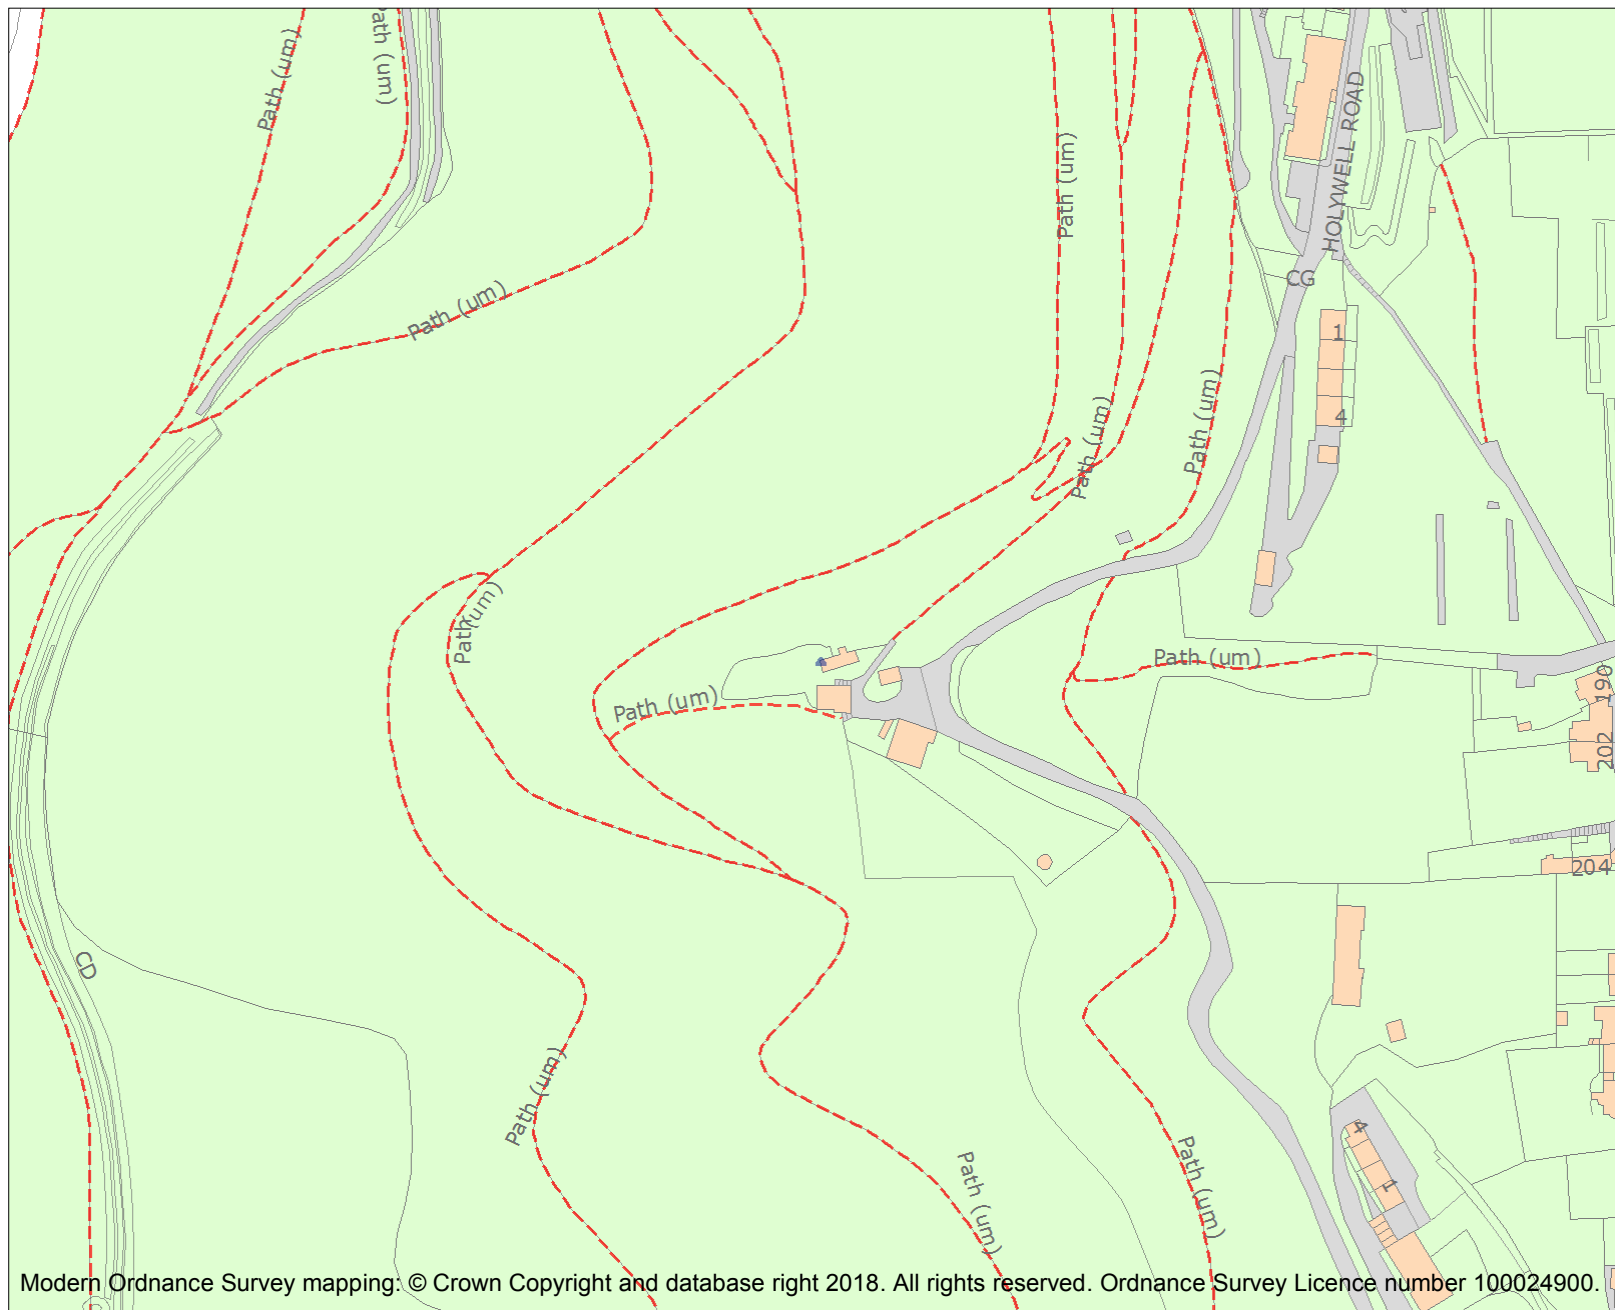 Path (um)
Path (um)
HOLYWELL ROAD
Path (um)
CG
Path (um)
1
4
Path (um)
Path (um)
Path (um)
Path (um)
Path (um)
190
202
204
CD
Path (um)
4
1
Path (um)
Path (um)
Modern Ordnance Survey mapping: © Crown Copyright and database right 2018. All rights reserved. Ordnance Survey Licence number 100024900.